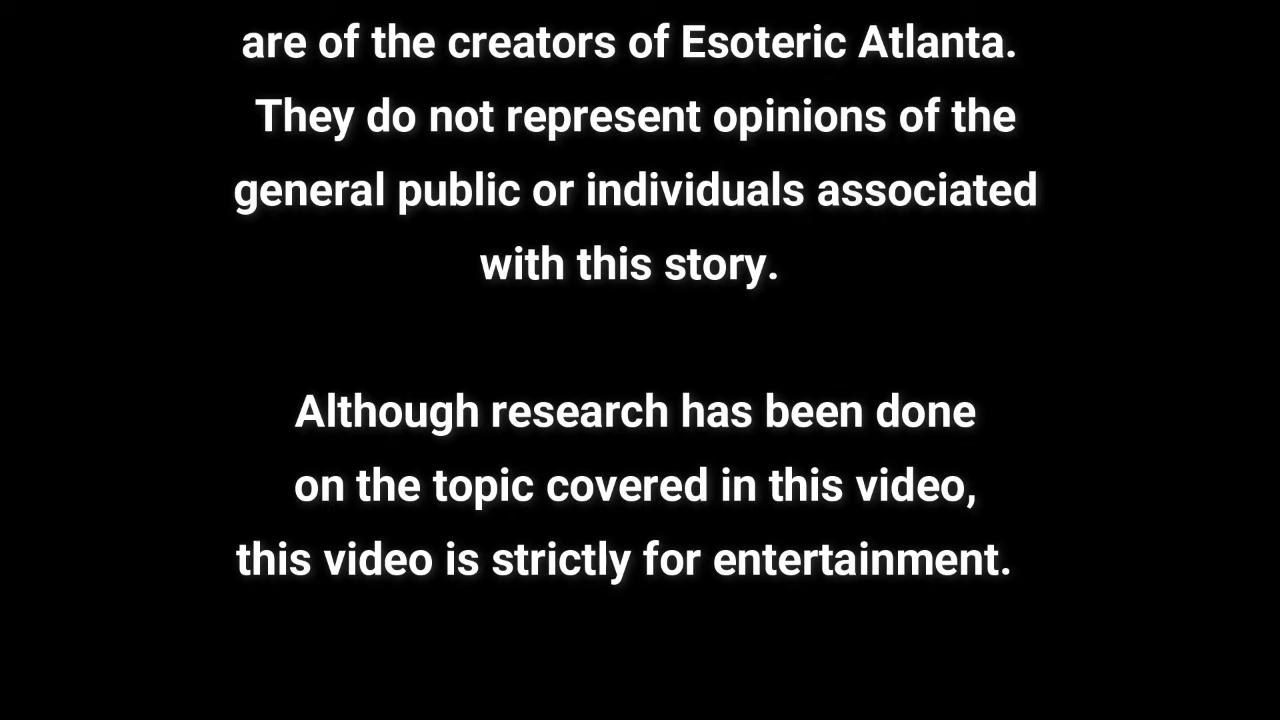 are of the creators of Esoteric Atlanta.
They do not represent opinions of the
general public or individuals associated
with this story.
Although research has been done
on the topic covered in this video,
this video is strictly for entertainment.